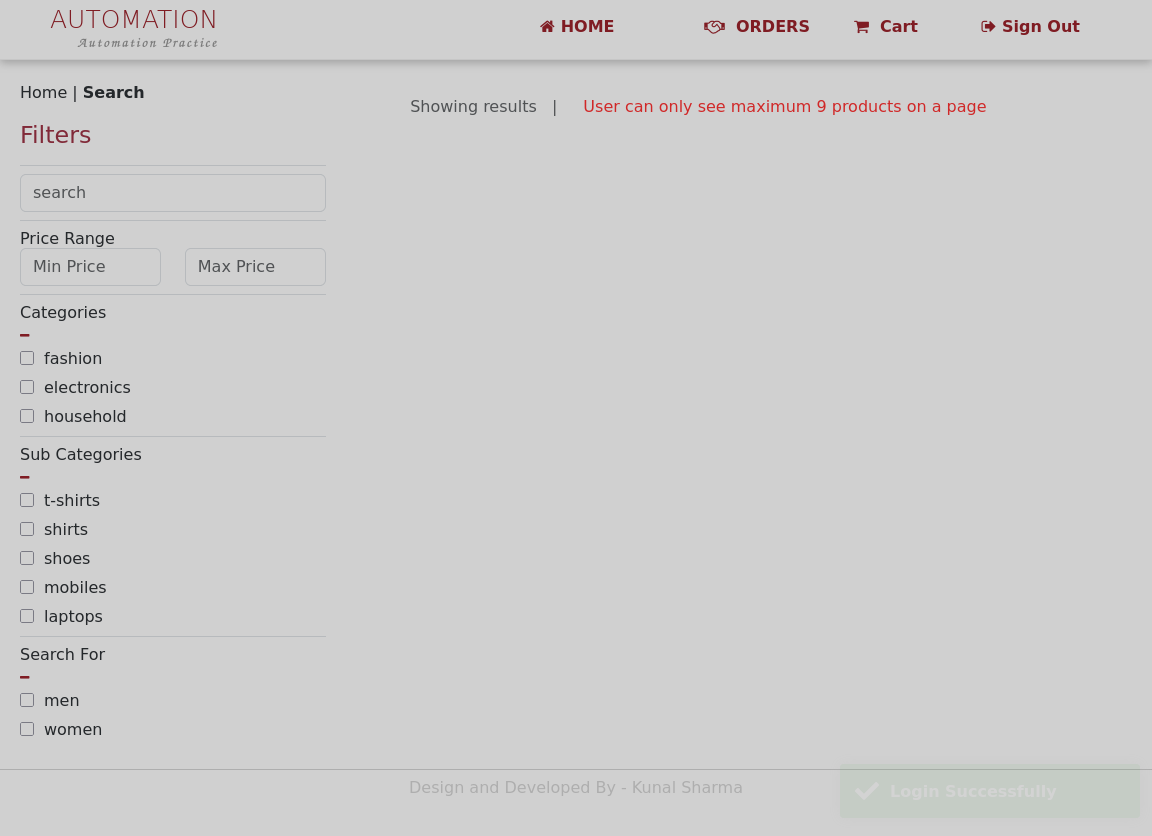 AUTOMATION
Automation Practice
HOME
ORDERS
Cart
Sign Out
Home | Search
Showing results | User can only see maximum 9 products on a page
Filters
search
Price Range
Min Price
Max Price
Categories
fashion
electronics
household
Sub Categories
t-shirts
shirts
shoes
mobiles
laptops
Search For
men
women
Design and Developed By - Kunal Sharma
Login Successfully